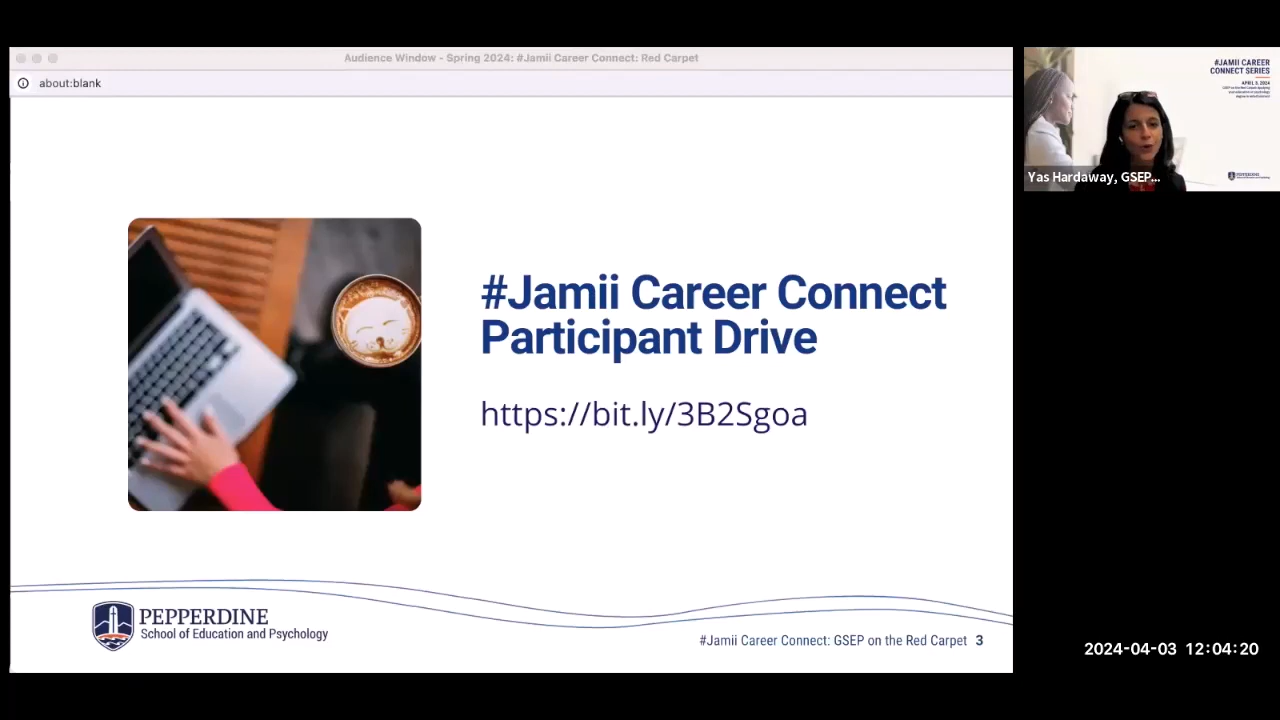 Audience Window - Spring 2024: #Jamii Career Connect: Red Carpet
about:blank
#Jamii Career Connect
Participant Drive
https://bit.ly/3B2Sgoa
PEPPERDINE
School of Education and Psychology
#Jamii Career Connect: GSEP on the Red Carpet 3
#JAMII CAREER
CONNECT SERIES
APRIL 3, 2024
Yas Hardaway, GSEP...
2024-04-03 12:04:20